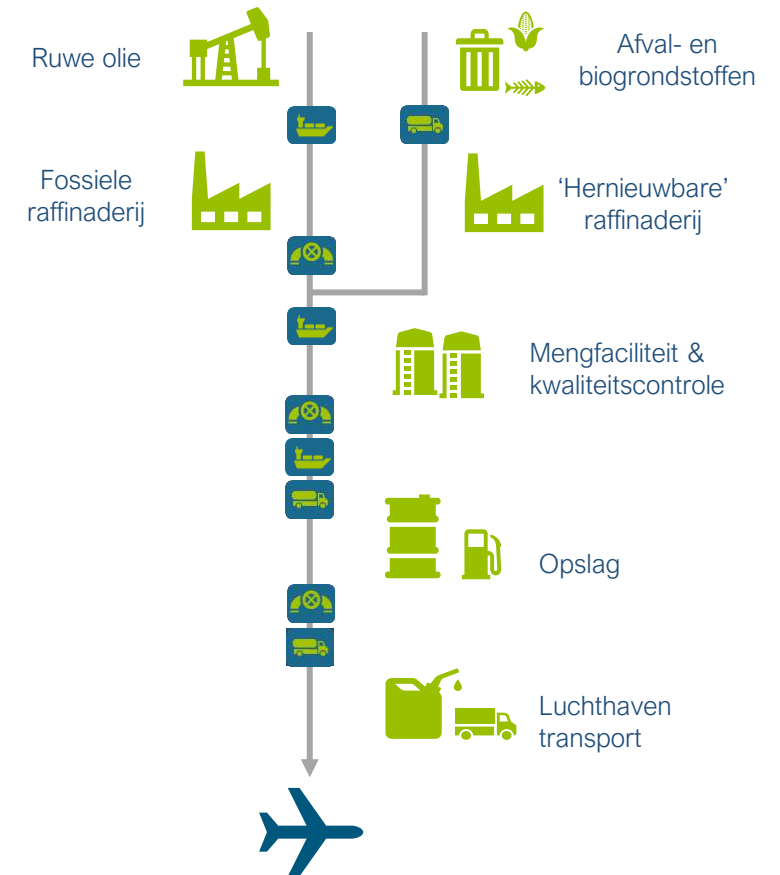 Ruwe olie
Afval- en
biogrondstoffen
Fossiele
raffinaderij
‘Hernieuwbare’
raffinaderij
Mengfaciliteit &
kwaliteitscontrole
Opslag
Luchthaven
transport